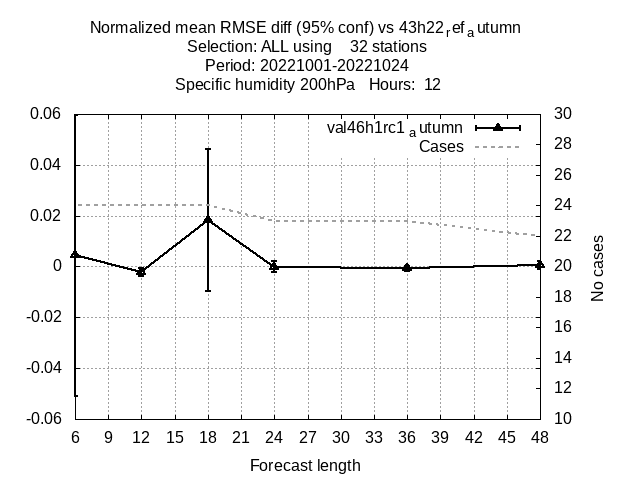 Normalized mean RMSE diff (95% conf) vs 43h22refautumn
Selection: ALL using 32 stations
Period: 20221001-20221024
Specific humidity 200hPa Hours: 12
val46h1rc1autumn
Cases
0.06
0.04
0.02
0
-0.02
-0.04
-0.06
30
28
26
24
22
20
18
16
14
12
10
No cases
6 9 12 15 18 21 24 27 30 33 36 39 42 45 48
Forecast length